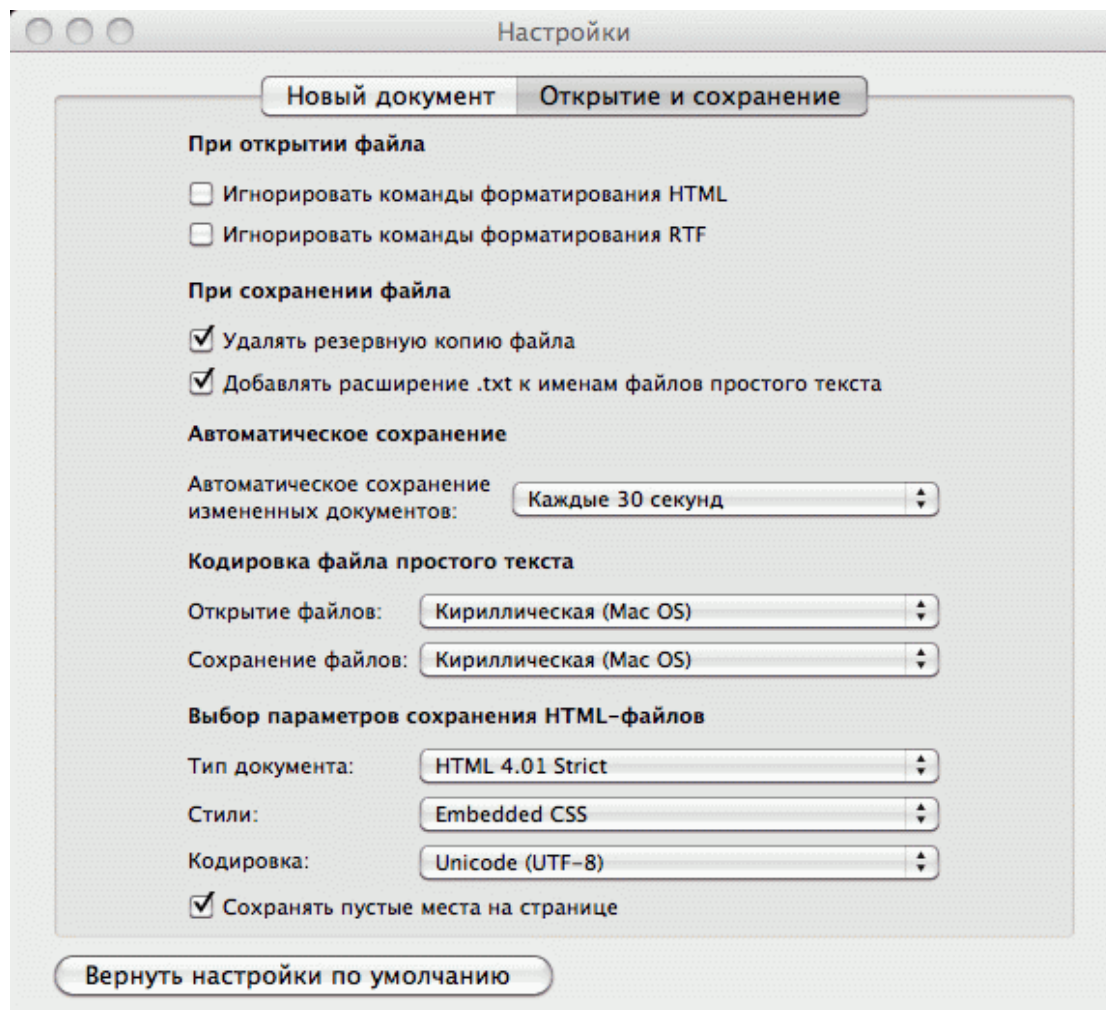 Настройки
Новый документ Открытие и сохранение
При открытии файла
Игнорировать команды форматирования HTML
Игнорировать команды форматирования RTF
При сохранении файла
Удалять резервную копию файла
Добавлять расширение .txt к именам файлов простого текста
Автоматическое сохранение
Автоматическое сохранение
измененных документов: Каждые 30 секунд
Кодировка файла простого текста
Открытие файлов: Кириллическая (Mac OS)
Сохранение файлов: Кириллическая (Mac OS)
Выбор параметров сохранения HTML-файлов
Тип документа: HTML 4.01 Strict
Стили: Embedded CSS
Кодировка: Unicode (UTF-8)
Сохранять пустые места на странице
Вернуть настройки по умолчанию